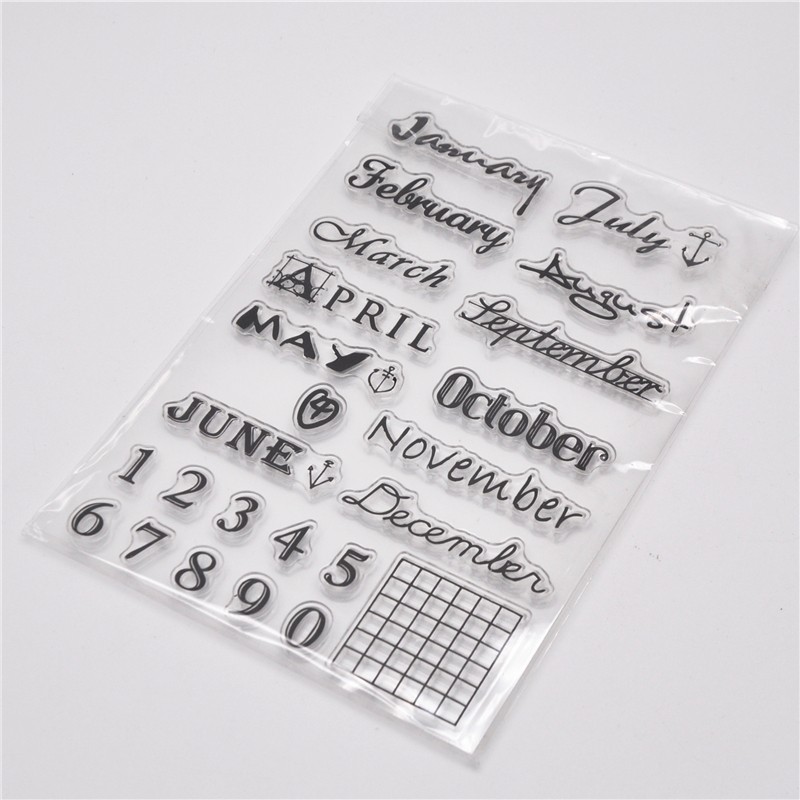 January
February
March
APRIL
MAY
JUNE
July
August
September
October
November
December
1 2 3 4 5
6 7 8 9 0